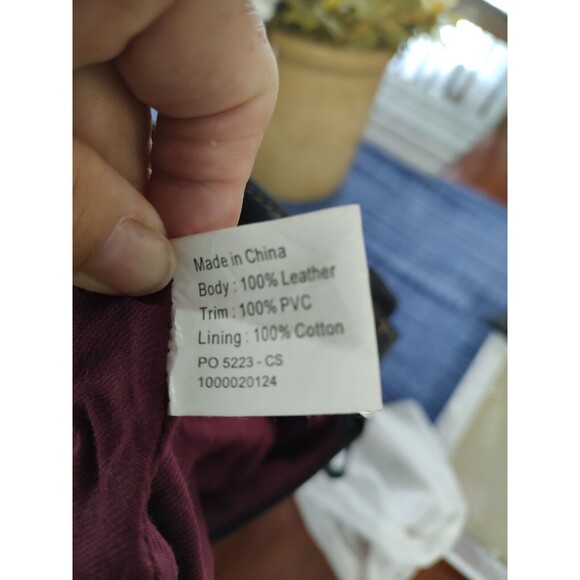 Made in China
Body : 100% Leather
Trim : 100% PVC
Lining : 100% Cotton
PO 5223 - CS
1000020124